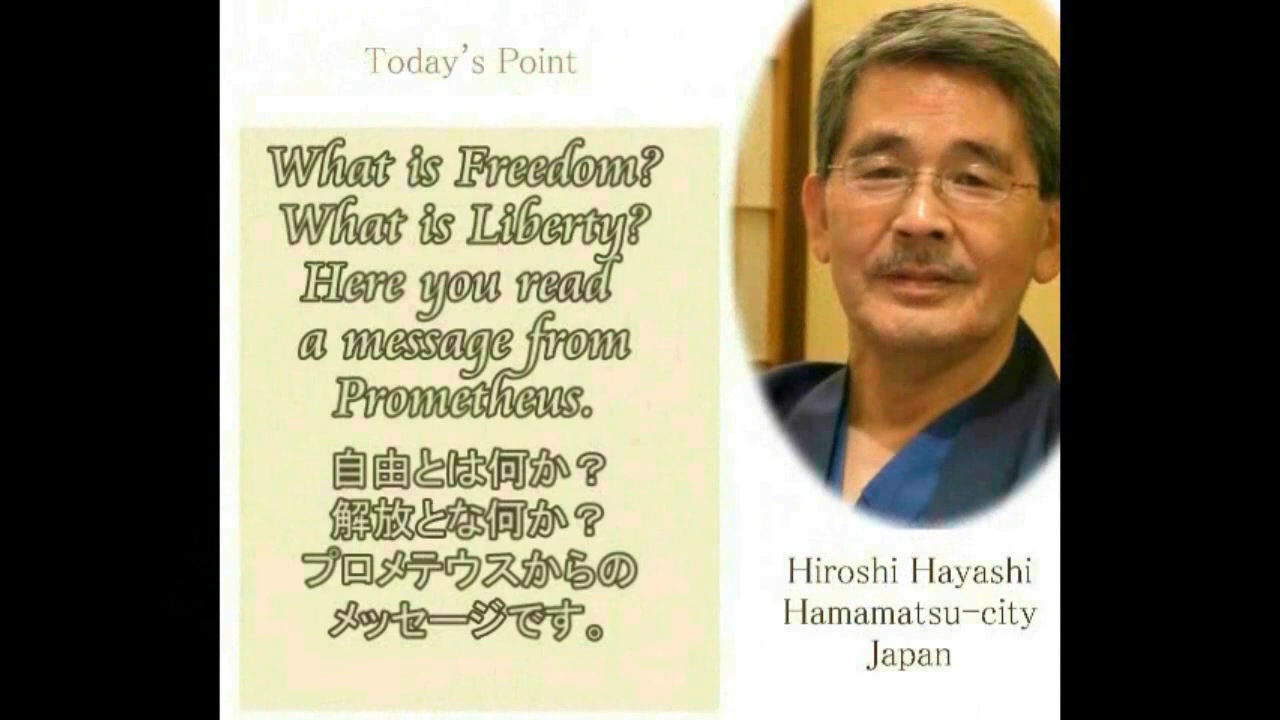 Today's Point
What is Freedom?
What is Liberty?
Here you read
a message from
Prometheus.
自由とは何か？
解放とな何か？
プロメテウスからの
メッセージです。
Hiroshi Hayashi
Hamamatsu-city
Japan